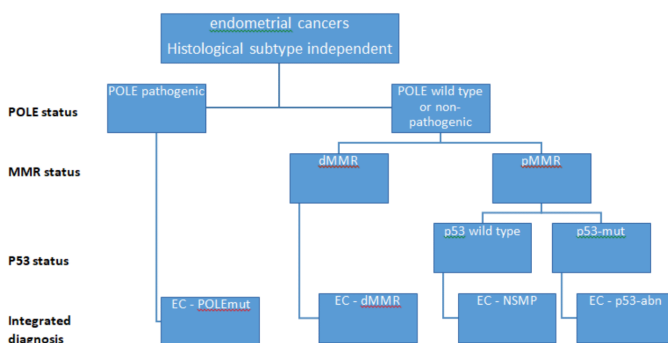 endometrial cancers
Histological subtype independent
POLE status
POLE pathogenic
POLE wild type
or non-
pathogenic
MMR status
dMMR
pMMR
P53 status
p53 wild type
p53-mut
Integrated
diagnosis
EC - POLEmut
EC - dMMR
EC - NSMP
EC - p53-abn